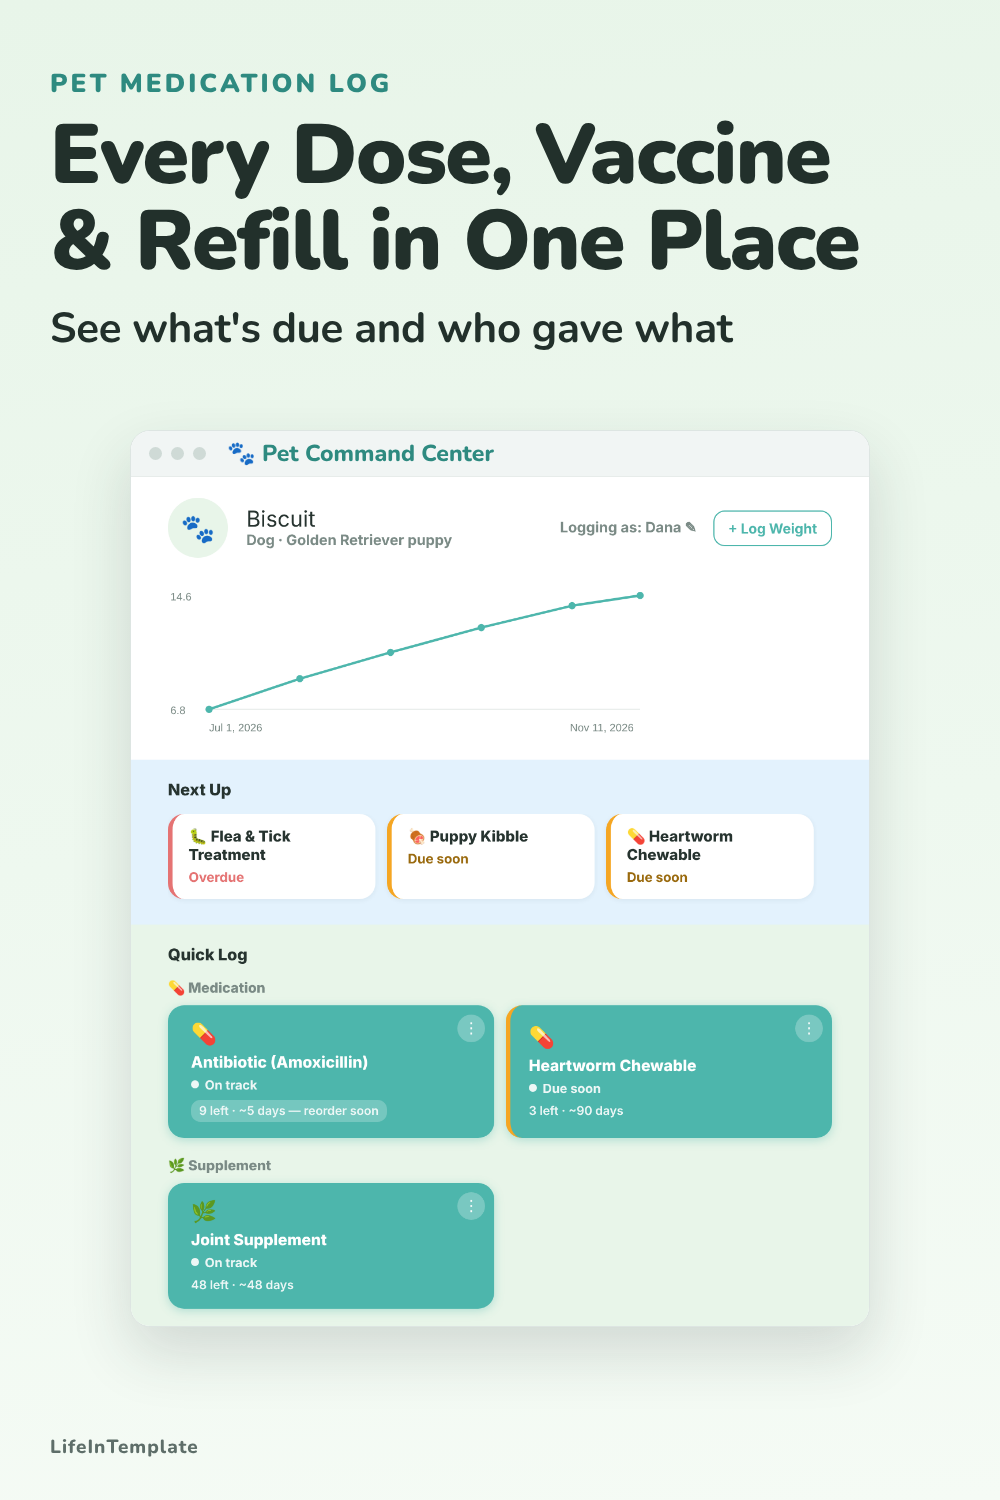 PET MEDICATION LOG
Every Dose, Vaccine
& Refill in One Place
See what's due and who gave what
🐾 Pet Command Center
Biscuit
Dog · Golden Retriever puppy
Logging as: Dana ✎
+ Log Weight
14.6
6.8
Jul 1, 2026
Nov 11, 2026
Next Up
🐛 Flea & Tick
Treatment
Overdue
🍖 Puppy Kibble
Due soon
💊 Heartworm
Chewable
Due soon
Quick Log
💊 Medication
Antibiotic (Amoxicillin)
On track
9 left · ~5 days — reorder soon
Heartworm Chewable
Due soon
3 left · ~90 days
🌿 Supplement
Joint Supplement
On track
48 left · ~48 days
LifeInTemplate